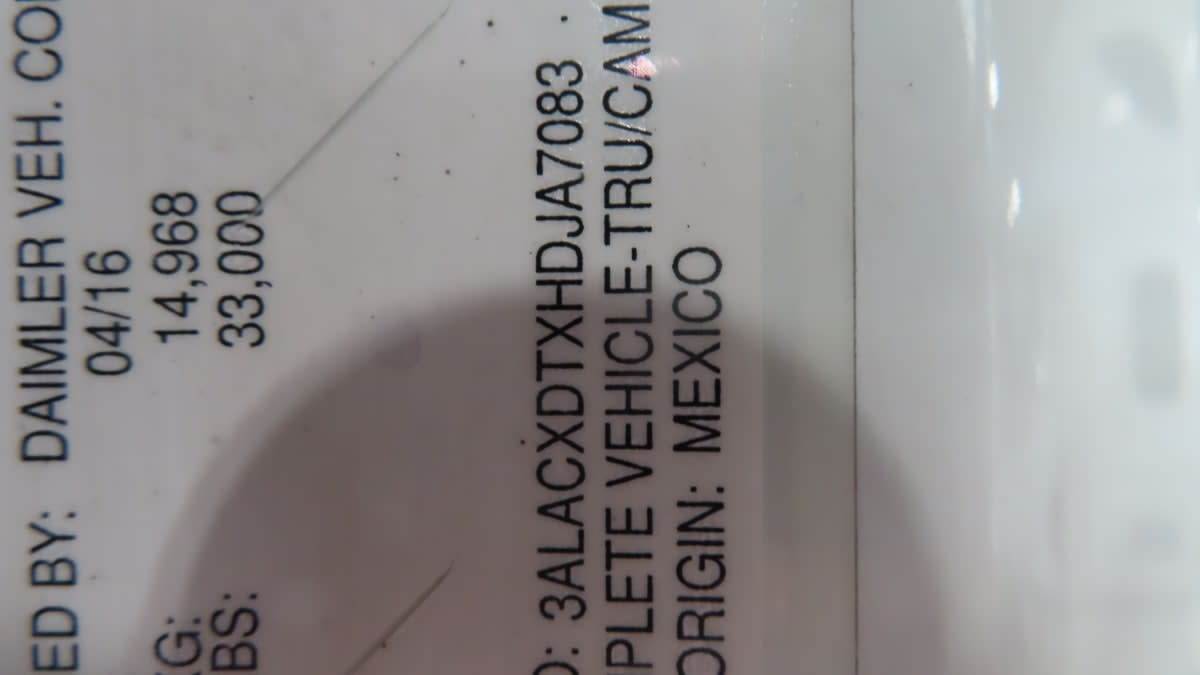 ED BY: DAIMLER VEH. CO
04/16
G: 14,968
BS: 33,000
: 3ALACXDTXHDJA7083
PLETE VEHICLE-TRU/CAM
ORIGIN: MEXICO